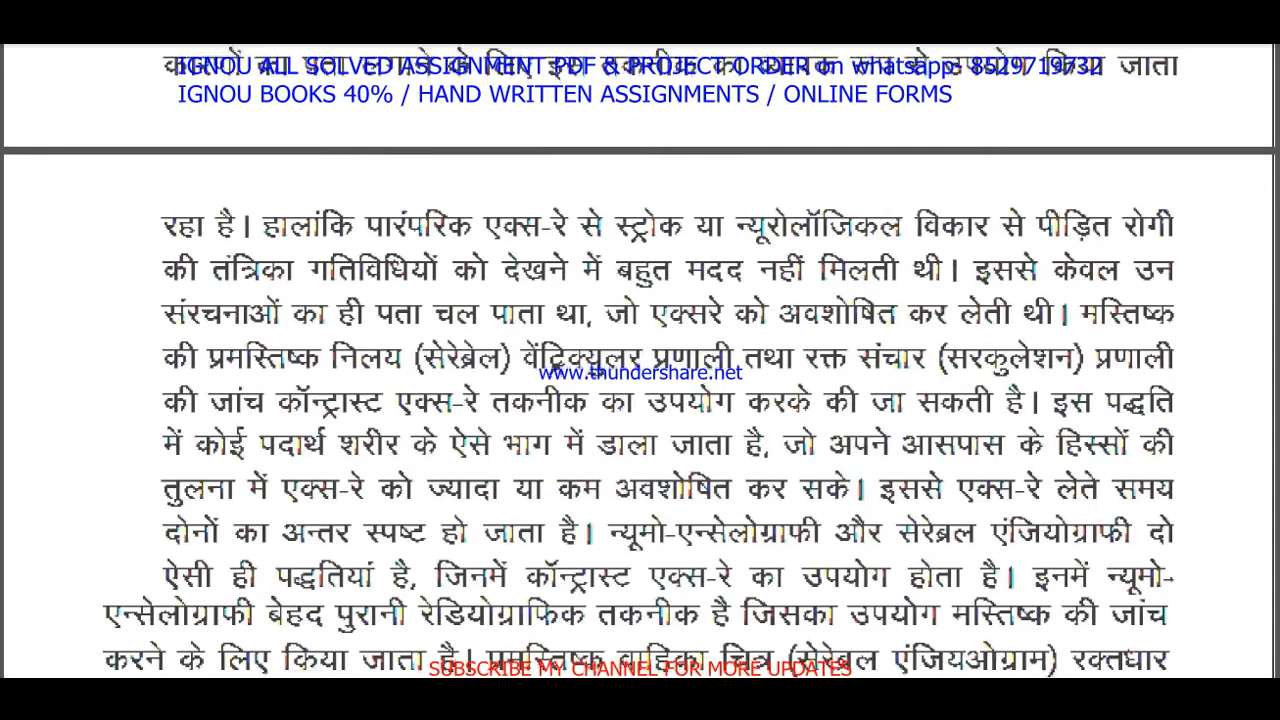 IGNOU ALL SOLVED ASSIGNMENT PDF & PROJECT ORDER on whatsapp- 8529719732
जाता
IGNOU BOOKS 40% / HAND WRITTEN ASSIGNMENTS / ONLINE FORMS
रहा है। हालांकि पारंपरिक एक्स-रे से स्ट्रोक या न्यूरोलॉजिकल विकार से पीड़ित रोगी
की तंत्रिका गतिविधियों को देखने में बहुत मदद नहीं मिलती थी। इससे केवल उन
संरचनाओं का ही पता चल पाता था, जो एक्सरे को अवशोषित कर लेती थी। मस्तिष्क
की प्रमस्तिष्क निलय (सेरेब्रेल) वेंट्रिक्युलर प्रणाली तथा रक्त संचार (सरकुलेशन) प्रणाली
www.thundershare.net
की जांच कॉन्ट्रास्ट एक्स-रे तकनीक का उपयोग करके की जा सकती है। इस पद्धति
में कोई पदार्थ शरीर के ऐसे भाग में डाला जाता है, जो अपने आसपास के हिस्सों की
तुलना में एक्स-रे को ज्यादा या कम अवशोषित कर सके। इससे एक्स-रे लेते समय
दोनों का अन्तर स्पष्ट हो जाता है। न्यूमो-एन्सेलोग्राफी और सेरेब्रल एंजियोग्राफी दो
ऐसी ही पद्धतियां है, जिनमें कॉन्ट्रास्ट एक्स-रे का उपयोग होता है। इनमें न्यूमो-
एन्सेलोग्राफी बेहद पुरानी रेडियोग्राफिक तकनीक है जिसका उपयोग मस्तिष्क की जांच
करने के लिए किया जाता है। प्रमस्तिष्क वाहिका चित्र (सेरेब्रल एंजियओग्राम) रक्तधार
SUBSCRIBE MY CHANNEL FOR MORE UPDATES